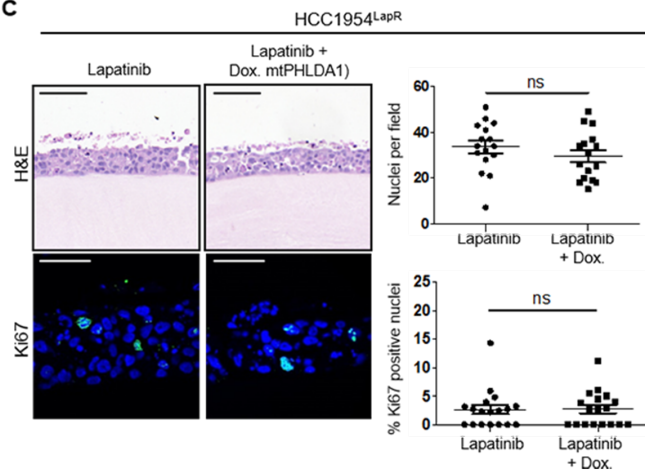 C
HCC1954LapR
Lapatinib
Lapatinib +
Dox. mtPHLDA1)
H&E
Ki67
Nuclei per field
60
40
20
0
ns
Lapatinib
Lapatinib
+ Dox.
% Ki67 positive nuclei
25
20
15
10
5
0
ns
Lapatinib
Lapatinib
+ Dox.